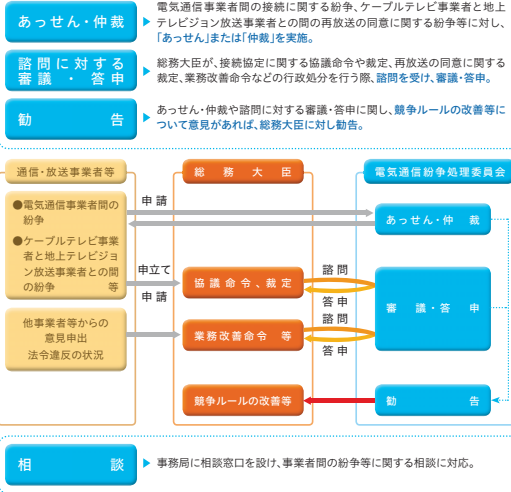 あっせん・仲裁
電気通信事業者間の接続に関する紛争、ケーブルテレビ事業者と地上
テレビジョン放送事業者との間の再放送の同意に関する紛争等に対し、
「あっせん」または「仲裁」を実施。
諮問に対する
審議・答申
総務大臣が、接続協定に関する協議命令や裁定、再放送の同意に関する
裁定、業務改善命令などの行政処分を行う際、諮問を受け、審議・答申。
勧告
あっせん・仲裁や諮問に対する審議・答申に関し、競争ルールの改善等に
ついて意見があれば、総務大臣に対し勧告。
通信・放送事業者等
総務大臣
電気通信紛争処理委員会
●電気通信事業者間の
紛争
●ケーブルテレビ事業
者と地上テレビジョ
ン放送事業者との間
の紛争 等
申請
あっせん・仲裁
申立て
申請
協議命令、裁定
諮問
答申
審議・答申
他事業者等からの
意見申出
法令違反の状況
業務改善命令 等
諮問
答申
競争ルールの改善等
勧告
相談
事務局に相談窓口を設け、事業者間の紛争等に関する相談に対応。